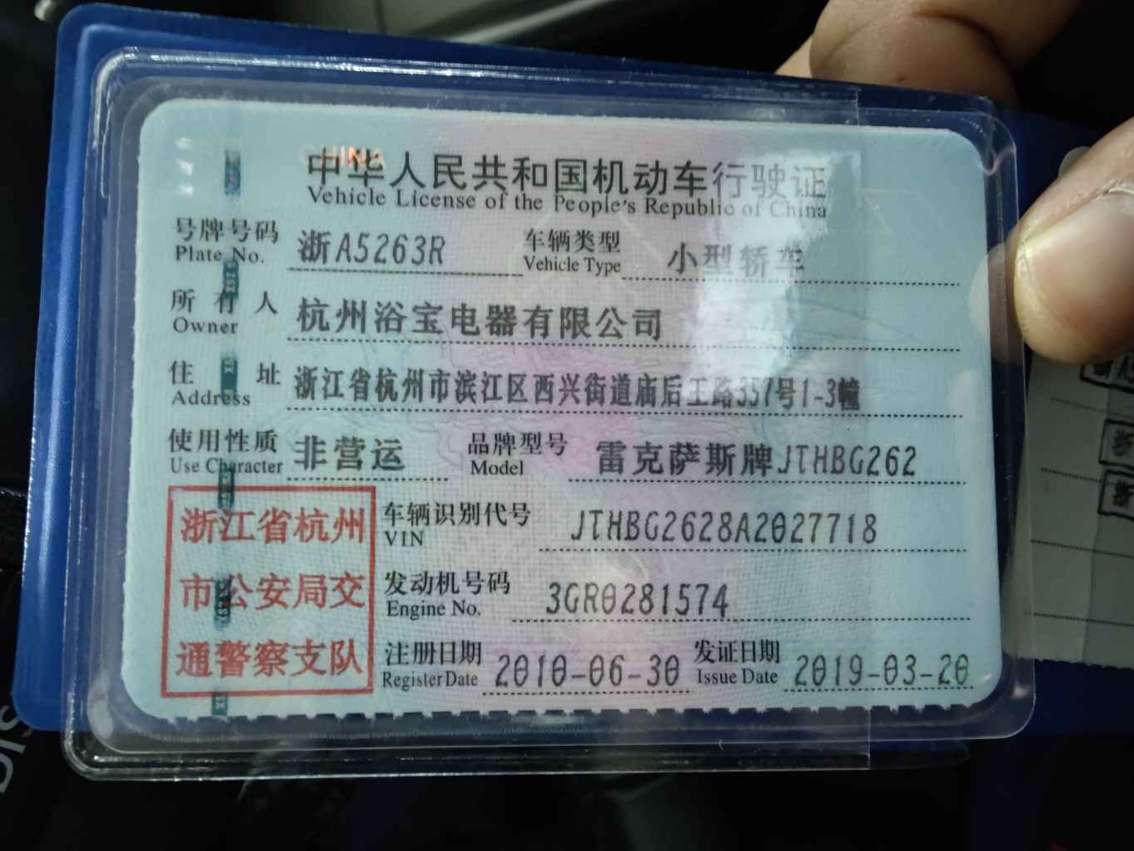 中华人民共和国机动车行驶证
Vehicle License of the People's Republic of China
号牌号码 浙A5263R 车辆类型 小型轿车
Plate No. Vehicle Type
所有人 杭州浴宝电器有限公司
Owner
住址 浙江省杭州市滨江区西兴街道庙后王路357号1-3幢
Address
使用性质 非营运 品牌型号 雷克萨斯牌JTHBG262
Use Character Model
浙江省杭州 车辆识别代号 JTHBG2628A2027718
VIN
市公安局交 发动机号码 3GR0281574
Engine No.
通警察支队 注册日期 2010-06-30 发证日期 2019-03-20
Register Date Issue Date